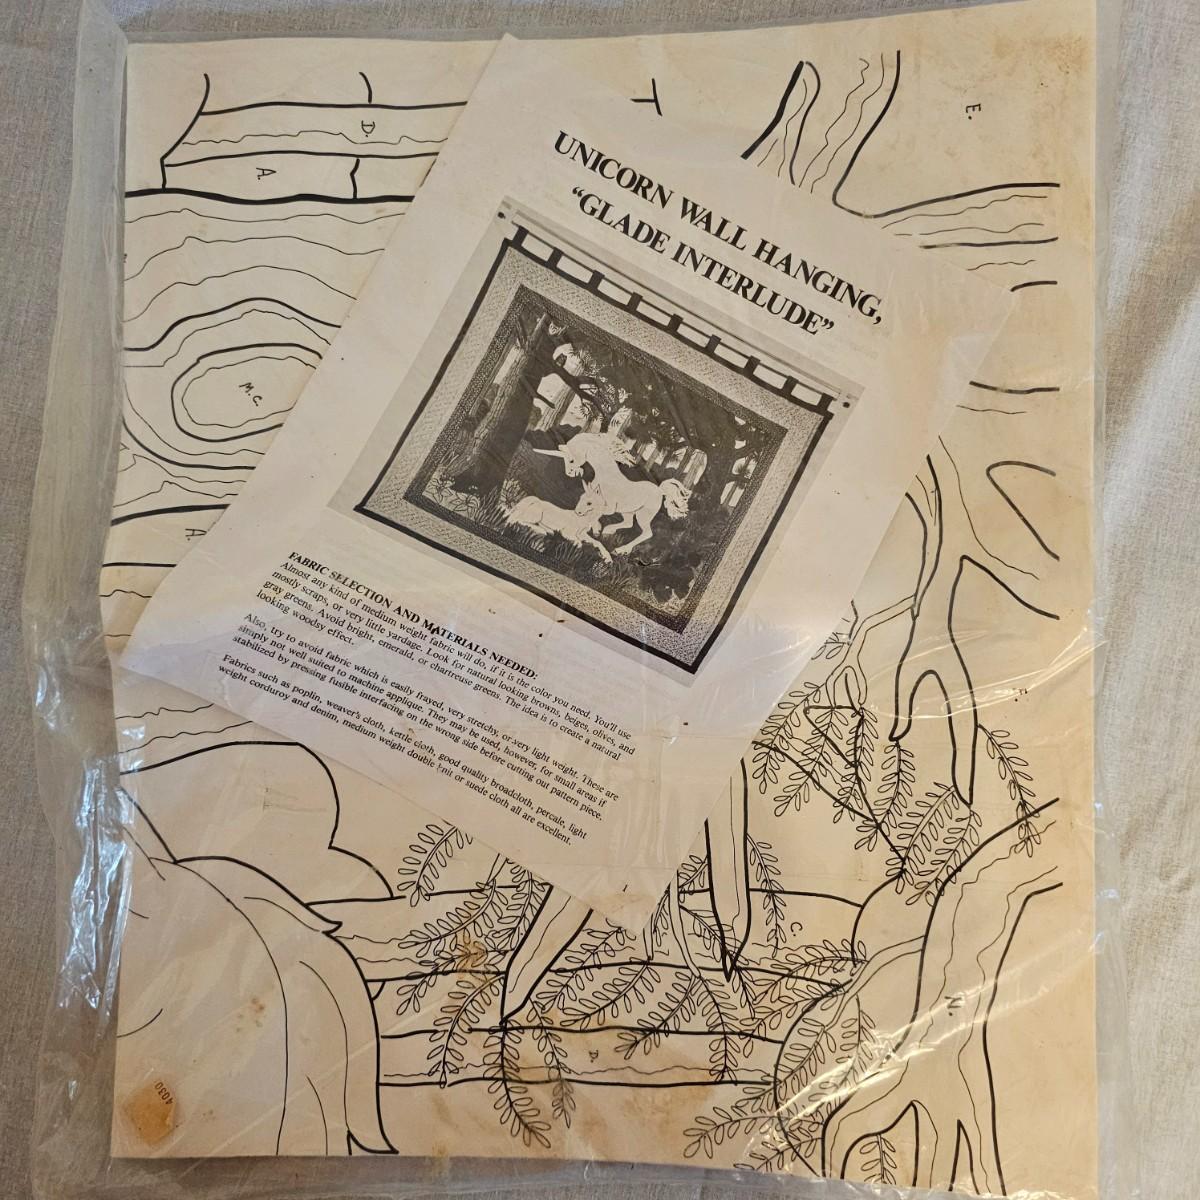 D.
A.
E.
M.C.
A.
UNICORN WALL HANGING,
“GLADE INTERLUDE”
FABRIC SELECTION AND MATERIALS NEEDED:
Almost any kind of medium weight fabric will do, if it is the color you need. You'll use
mostly scraps, or very little yardage. Look for natural looking browns, beiges, olives, and
gray greens. Avoid bright, emerald, or chartreuse greens. The idea is to create a natural
looking woodsy effect.
Also, try to avoid fabric which is easily frayed, very stretchy, or very light weight. These are
simply not well suited to machine applique. They may be used, however, for small areas if
stabilized by pressing fusible interfacing on the wrong side before cutting out pattern piece.
Fabrics such as poplin, weaver's cloth, kettle cloth, good quality broadcloth, percale, light
weight corduroy and denim, medium weight double knit or suede cloth all are excellent.
1
C.
N.
D.
4030